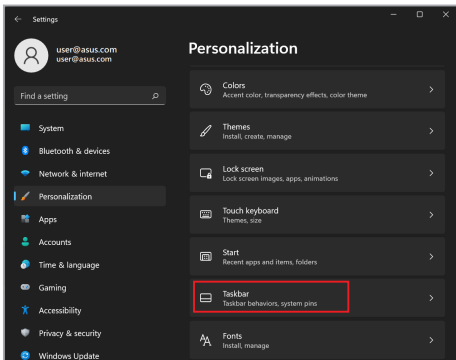 Settings
user@asus.com
user@asus.com
Find a setting
System
Bluetooth & devices
Network & internet
Personalization
Apps
Accounts
Time & language
Gaming
Accessibility
Privacy & security
Windows Update
Personalization
Colors
Accent color, transparency effects, color theme
Themes
Install, create, manage
Lock screen
Lock screen images, apps, animations
Touch keyboard
Themes, size
Start
Recent apps and items, folders
Taskbar
Taskbar behaviors, system pins
Fonts
Install, manage